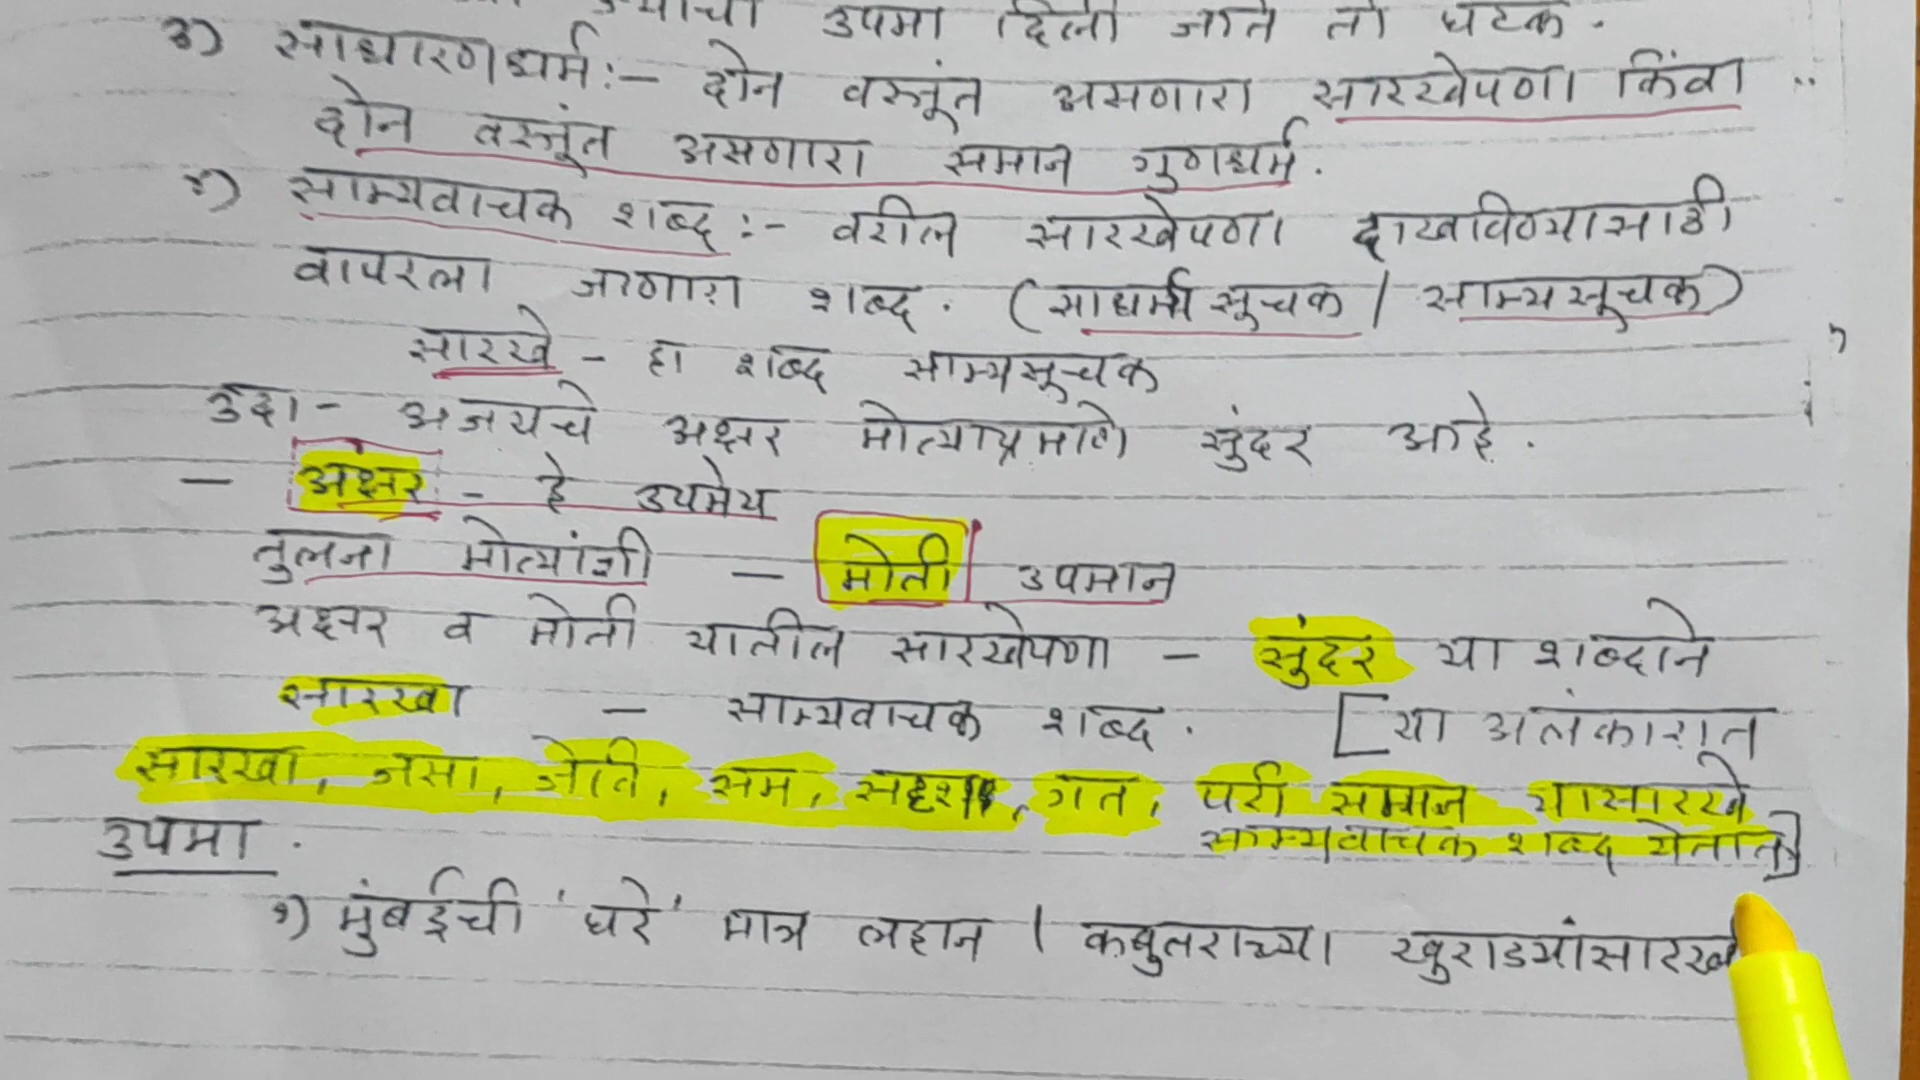 उपमा दिली जाते तो घटक.
३) साधारणधर्म :- दोन वस्तूंत असणारा सारखेपणा किंवा
दोन वस्तूंत असणारा समान गुणधर्म.
४) साम्यवाचक शब्द :- वरील सारखेपणा दाखविण्यासाठी
वापरला जाणारा शब्द. (साधर्म्य सूचक / साम्यसूचक)
सारखे - हा शब्द साम्यसूचक
उदा - अजयचे अक्षर मोत्याप्रमाणे सुंदर आहे.
- अक्षर - हे उपमेय
तुलना मोत्यांशी - मोती उपमान
अक्षर व मोती यातील सारखेपणा - सुंदर या शब्दाने
सारखा - साम्यवाचक शब्द. [या अलंकारात
सारखा, जसा, जेवि, सम, सदृश, गत, परी समान यासारखे
साम्यवाचक शब्द येतात]
उपमा.
१) मुंबईची 'घरे' मात्र लहान । कबुतराच्या खुराड्यांसारखी